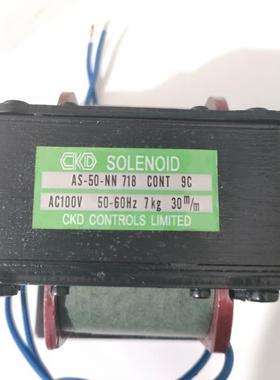 CKD SOLENOID
AS-50-NN 718 CONT 9C
AC100V 50-60Hz 7kg 30m/m
CKD CONTROLS LIMITED